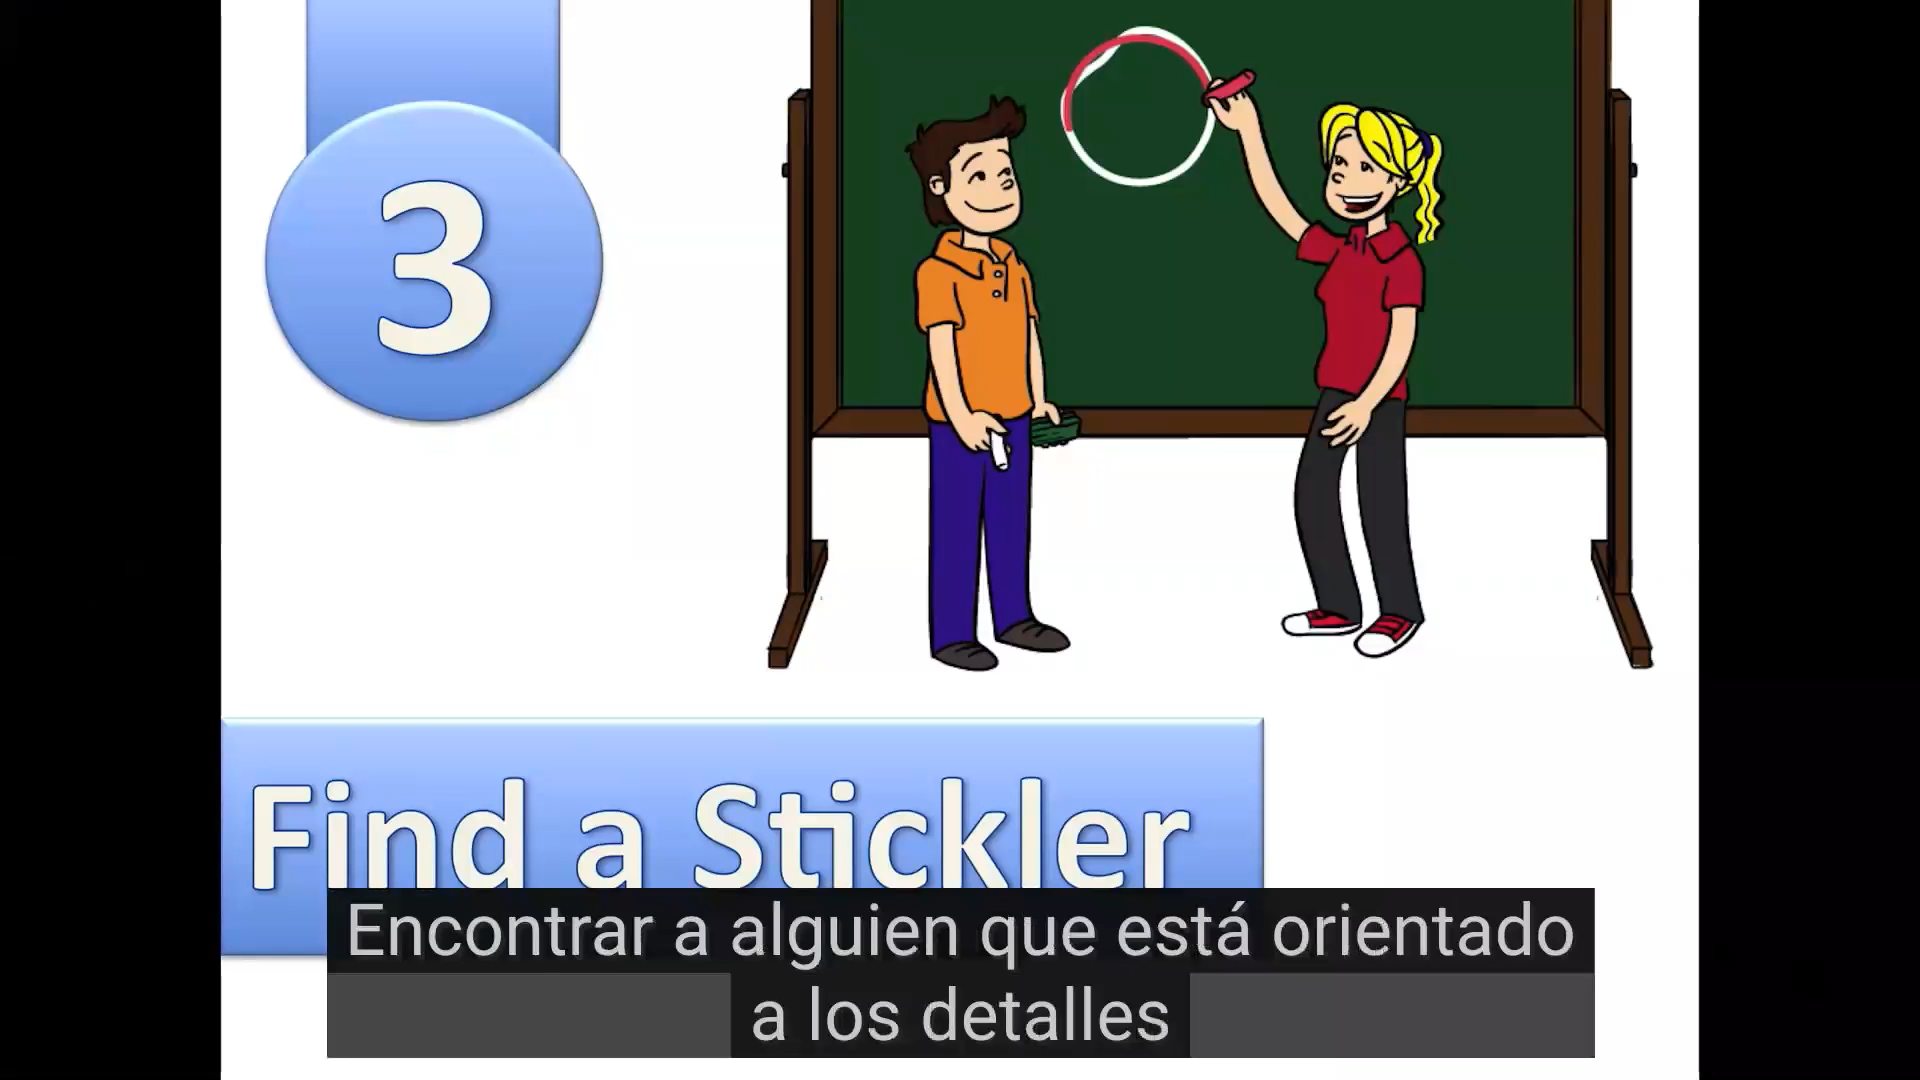 3
Find a Stickler
Encontrar a alguien que está orientado
a los detalles